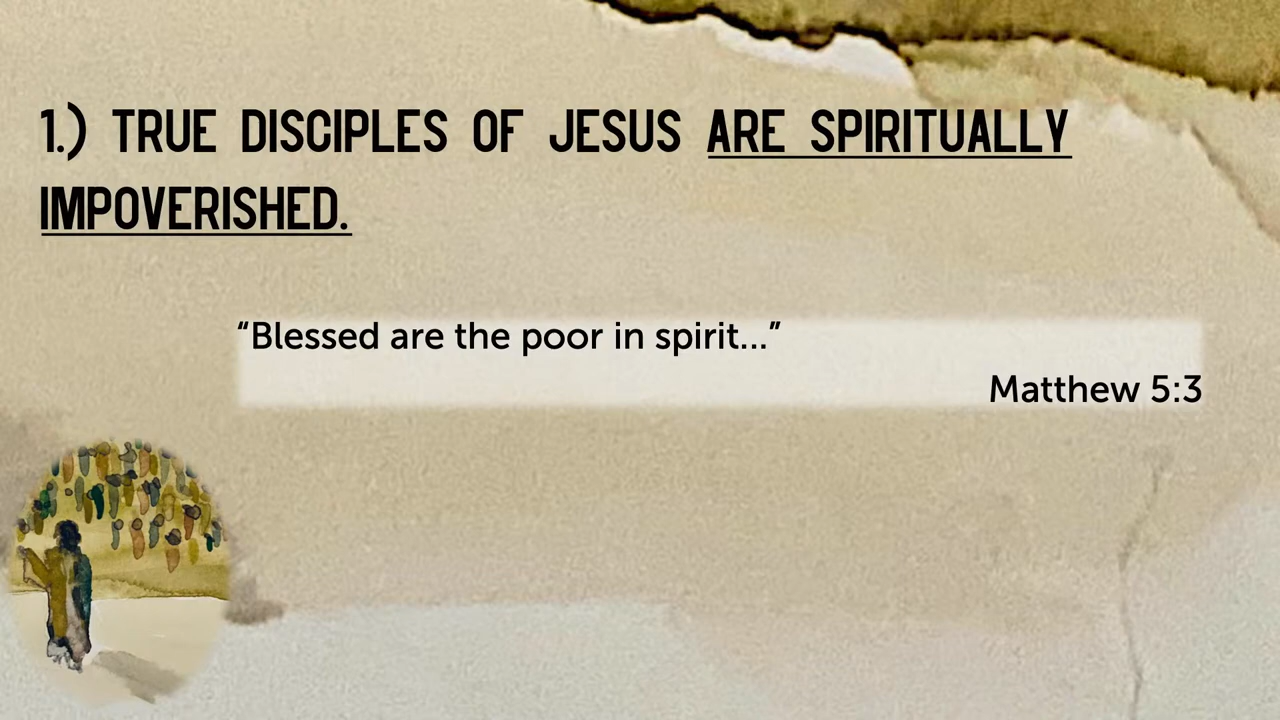 1.) TRUE DISCIPLES OF JESUS ARE SPIRITUALLY
IMPOVERISHED.
“Blessed are the poor in spirit...”
Matthew 5:3